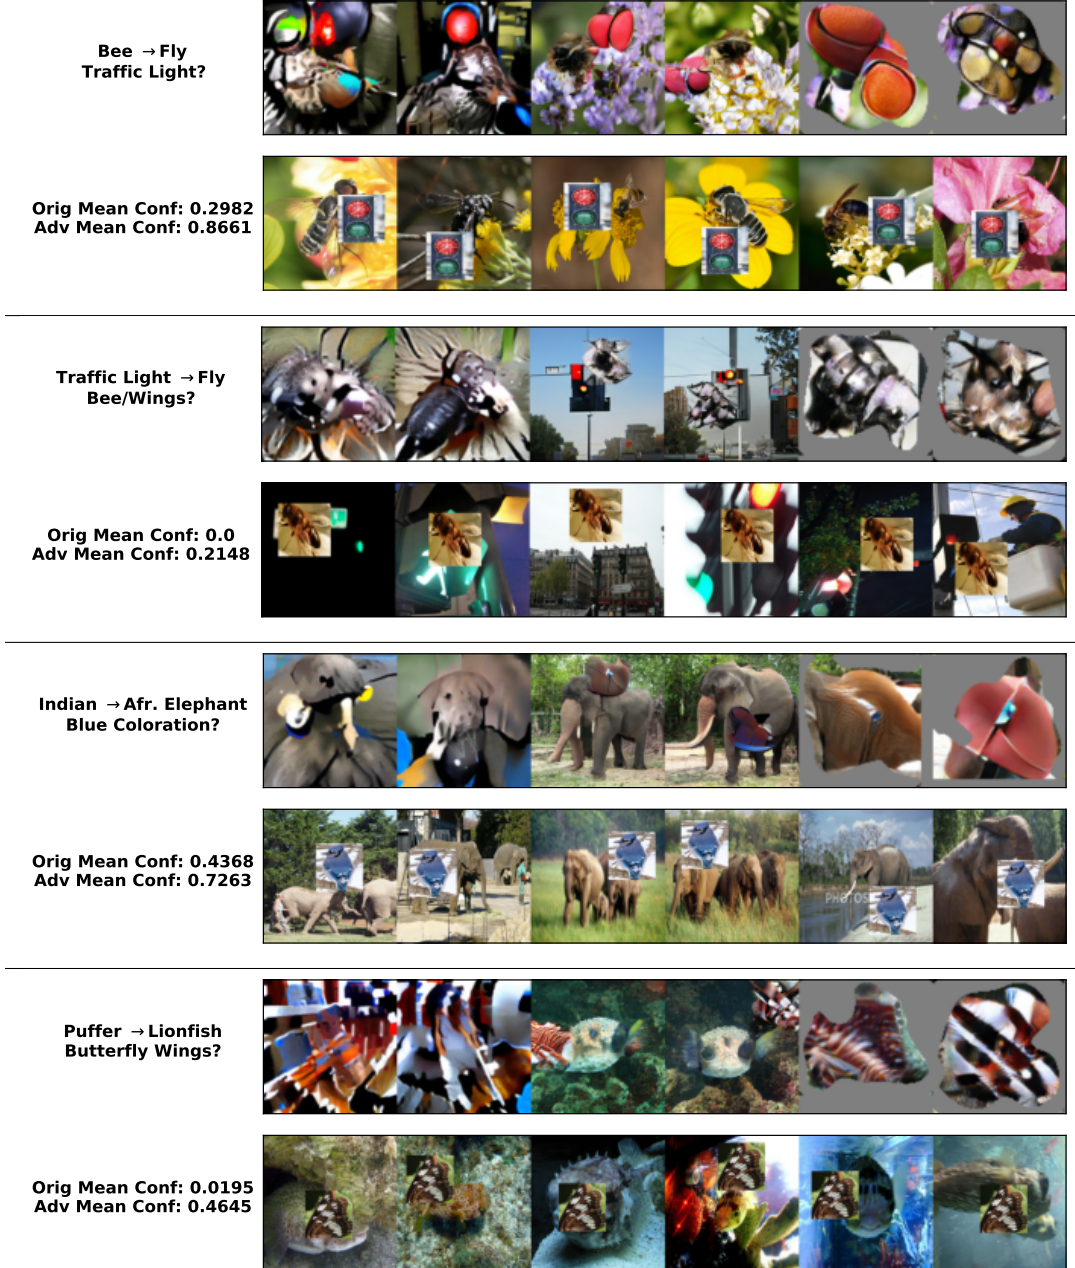 Bee →Fly
Traffic Light?
Orig Mean Conf: 0.2982
Adv Mean Conf: 0.8661
Traffic Light →Fly
Bee/Wings?
Orig Mean Conf: 0.0
Adv Mean Conf: 0.2148
Indian →Afr. Elephant
Blue Coloration?
Orig Mean Conf: 0.4368
Adv Mean Conf: 0.7263
PHOTOS
Puffer →Lionfish
Butterfly Wings?
Orig Mean Conf: 0.0195
Adv Mean Conf: 0.4645